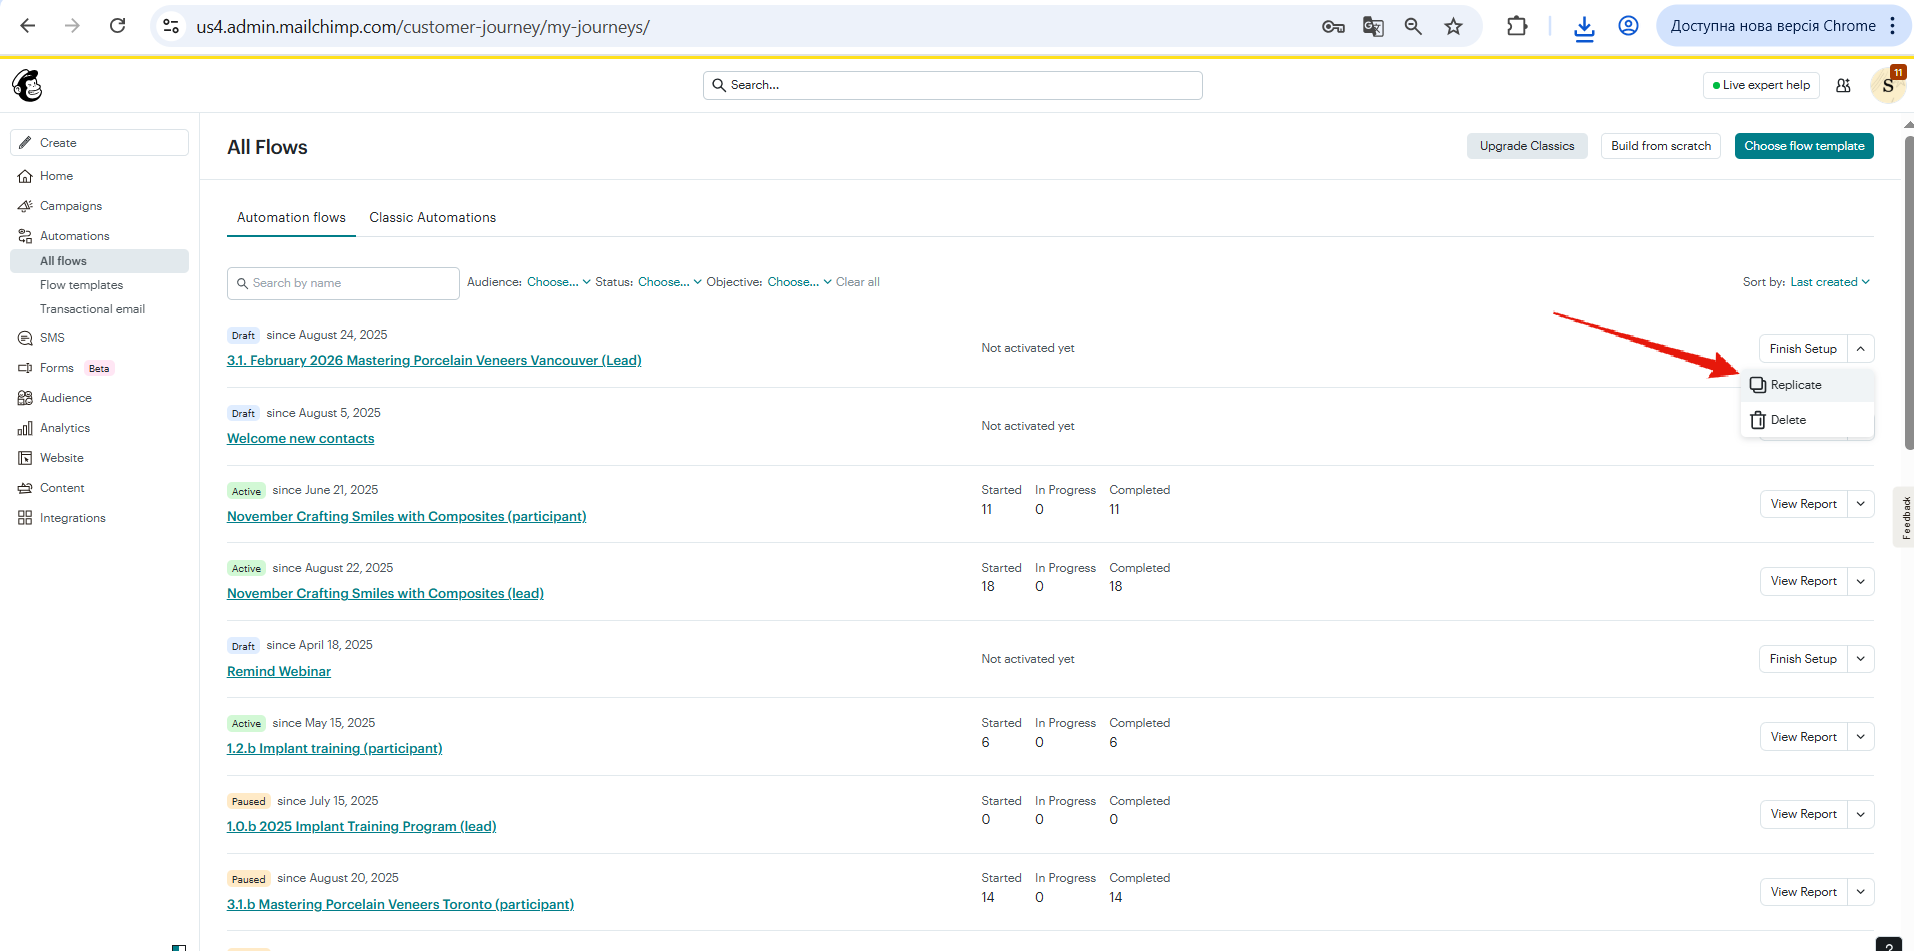 us4.admin.mailchimp.com/customer-journey/my-journeys/
Доступна нова версія Chrome
Search...
Live expert help
11
S
Create
Home
Campaigns
Automations
All flows
Flow templates
Transactional email
SMS
Forms Beta
Audience
Analytics
Website
Content
Integrations
All Flows
Upgrade Classics
Build from scratch
Choose flow template
Automation flows
Classic Automations
Search by name
Audience: Choose... Status: Choose... Objective: Choose... Clear all
Sort by: Last created
Draft since August 24, 2025
3.1. February 2026 Mastering Porcelain Veneers Vancouver (Lead)
Not activated yet
Finish Setup
Replicate
Delete
Draft since August 5, 2025
Welcome new contacts
Not activated yet
Active since June 21, 2025
November Crafting Smiles with Composites (participant)
Started In Progress Completed
11 0 11
View Report
Active since August 22, 2025
November Crafting Smiles with Composites (lead)
Started In Progress Completed
18 0 18
View Report
Draft since April 18, 2025
Remind Webinar
Not activated yet
Finish Setup
Active since May 15, 2025
1.2.b Implant training (participant)
Started In Progress Completed
6 0 6
View Report
Paused since July 15, 2025
1.0.b 2025 Implant Training Program (lead)
Started In Progress Completed
0 0 0
View Report
Paused since August 20, 2025
3.1.b Mastering Porcelain Veneers Toronto (participant)
Started In Progress Completed
14 0 14
View Report
Feedback
?